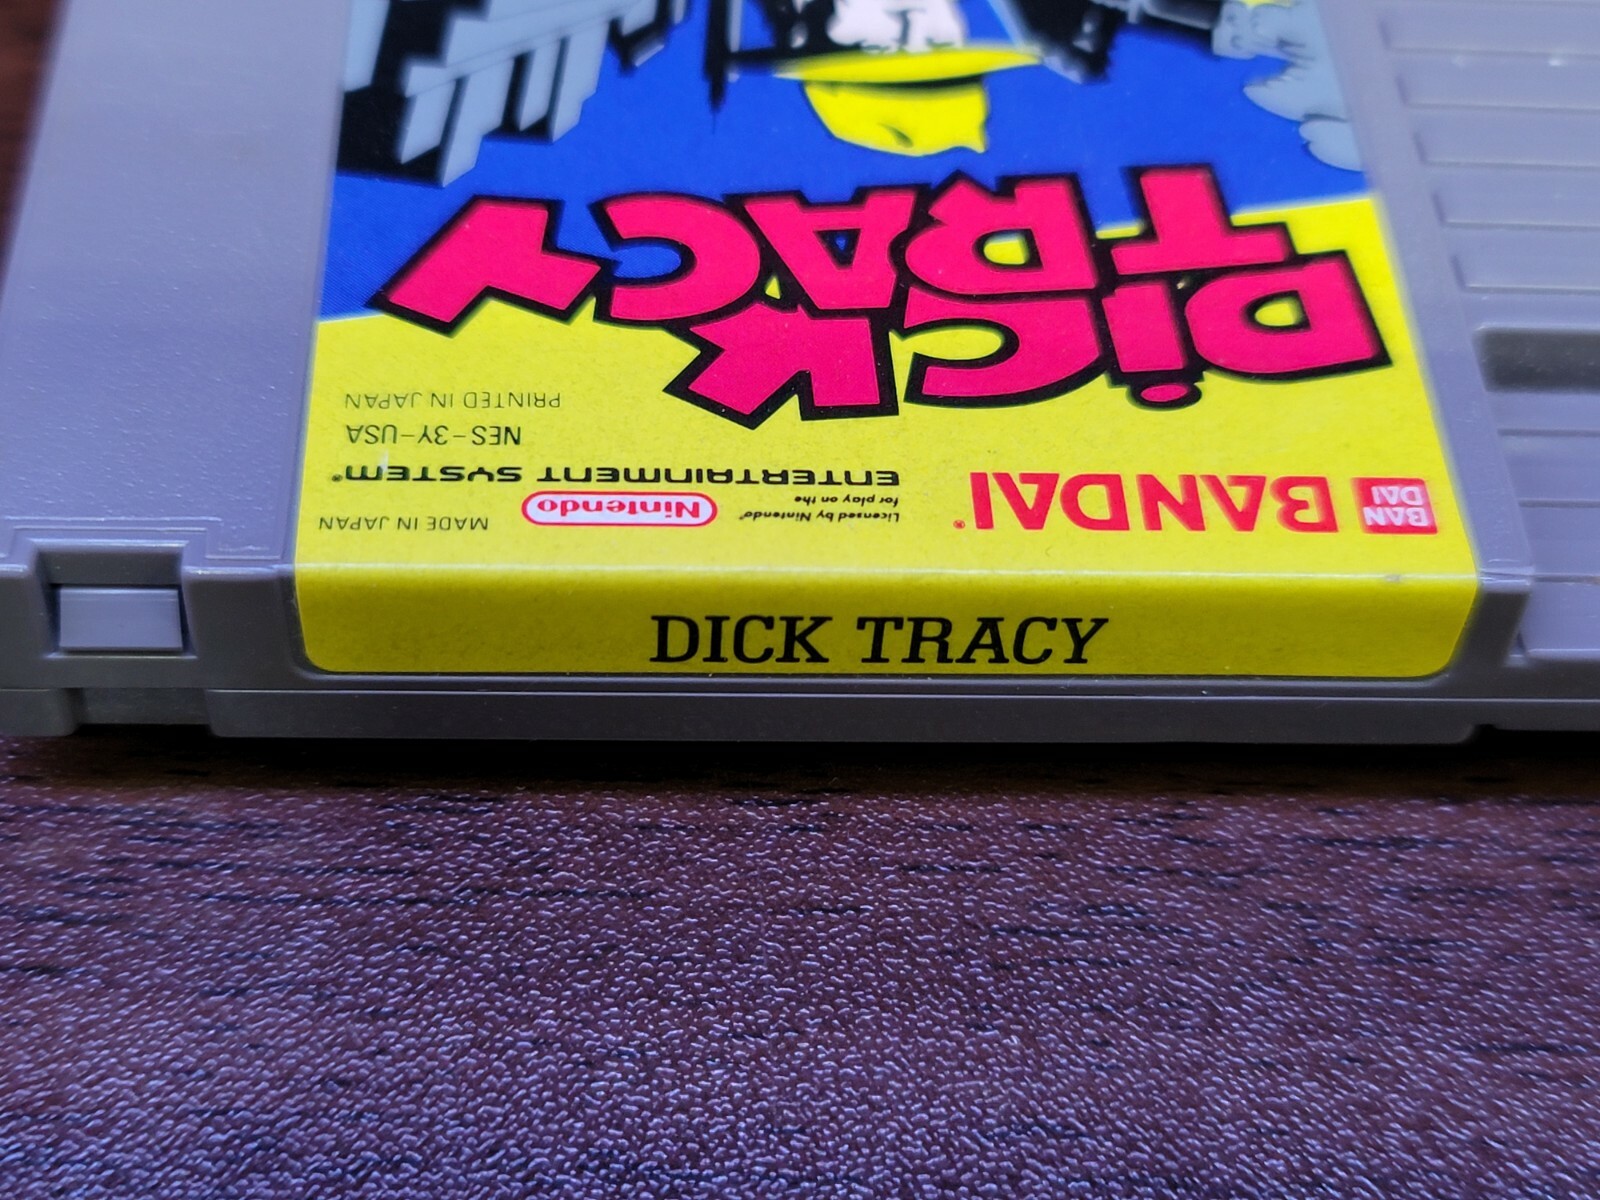 DiCK
TRACY
BAN
DAI
BANDAI®
Licensed by Nintendo®
for play on the
Nintendo
ENTERTAINMENT SYSTEM®
NES-3Y-USA
PRINTED IN JAPAN
MADE IN JAPAN
DICK TRACY